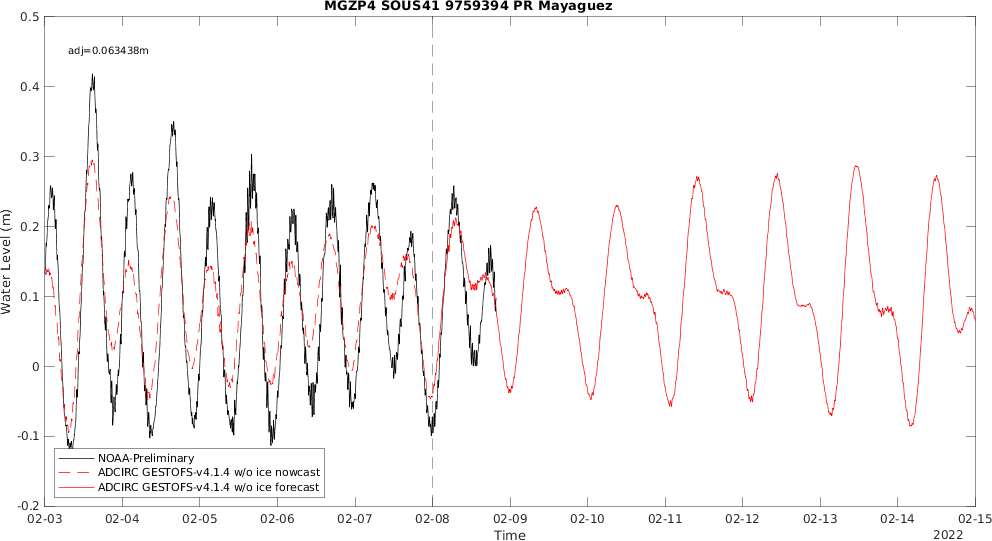 MGZP4 SOUS41 9759394 PR Mayaguez
adj=0.063438m
Water Level (m)
0.5
0.4
0.3
0.2
0.1
0
-0.1
-0.2
NOAA-Preliminary
ADCIRC GESTOFS-v4.1.4 w/o ice nowcast
ADCIRC GESTOFS-v4.1.4 w/o ice forecast
02-03 02-04 02-05 02-06 02-07 02-08 02-09 02-10 02-11 02-12 02-13 02-14 02-15
Time
2022